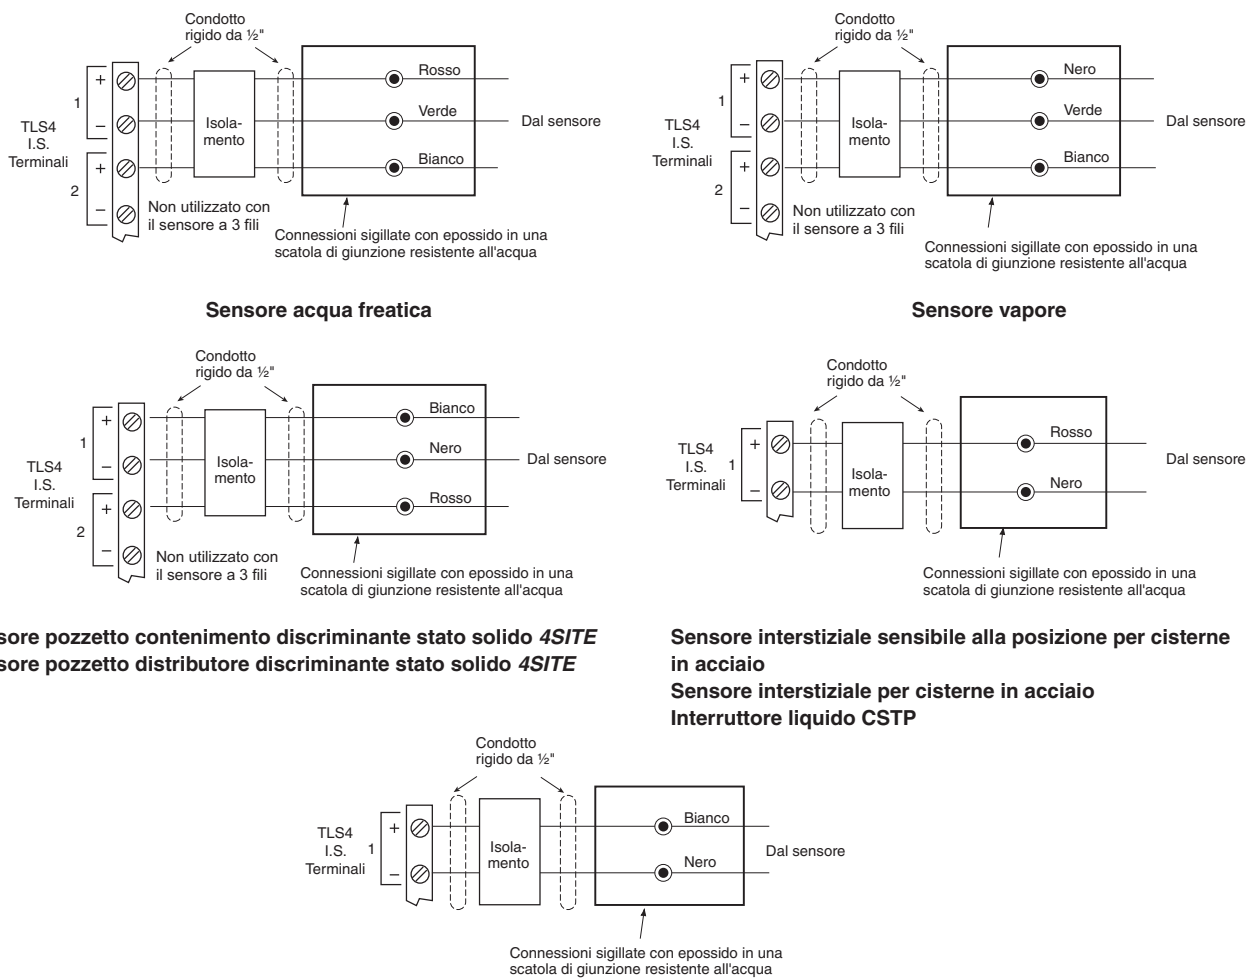 Condotto
rigido da ½"
1
+
–
2
+
–
TLS4
I.S.
Terminali
Isola-
mento
Rosso
Verde
Bianco
Dal sensore
Non utilizzato con
il sensore a 3 fili
Connessioni sigillate con epossido in una
scatola di giunzione resistente all'acqua
Sensore acqua freatica
Condotto
rigido da ½"
1
+
–
2
+
–
TLS4
I.S.
Terminali
Isola-
mento
Nero
Verde
Bianco
Dal sensore
Non utilizzato con
il sensore a 3 fili
Connessioni sigillate con epossido in una
scatola di giunzione resistente all'acqua
Sensore vapore
Condotto
rigido da ½"
1
+
–
2
+
–
TLS4
I.S.
Terminali
Isola-
mento
Bianco
Nero
Rosso
Dal sensore
Non utilizzato con
il sensore a 3 fili
Connessioni sigillate con epossido in una
scatola di giunzione resistente all'acqua
sore pozzetto contenimento discriminante stato solido 4SITE
sore pozzetto distributore discriminante stato solido 4SITE
Condotto
rigido da ½"
1
+
–
TLS4
I.S.
Terminali
Isola-
mento
Rosso
Nero
Dal sensore
Connessioni sigillate con epossido in una
scatola di giunzione resistente all'acqua
Sensore interstiziale sensibile alla posizione per cisterne
in acciaio
Sensore interstiziale per cisterne in acciaio
Interruttore liquido CSTP
Condotto
rigido da ½"
1
+
–
TLS4
I.S.
Terminali
Isola-
mento
Bianco
Nero
Dal sensore
Connessioni sigillate con epossido in una
scatola di giunzione resistente all'acqua